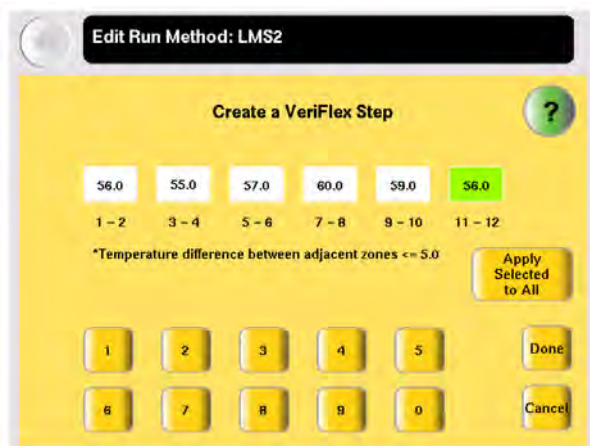 Edit Run Method: LMS2
Create a VeriFlex Step
?
56.0 55.0 57.0 60.0 59.0 56.0
1 – 2 3 – 4 5 – 6 7 – 8 9 – 10 11 – 12
*Temperature difference between adjacent zones <= 5.0
Apply
Selected
to All
1 2 3 4 5 Done
6 7 8 9 0 Cancel